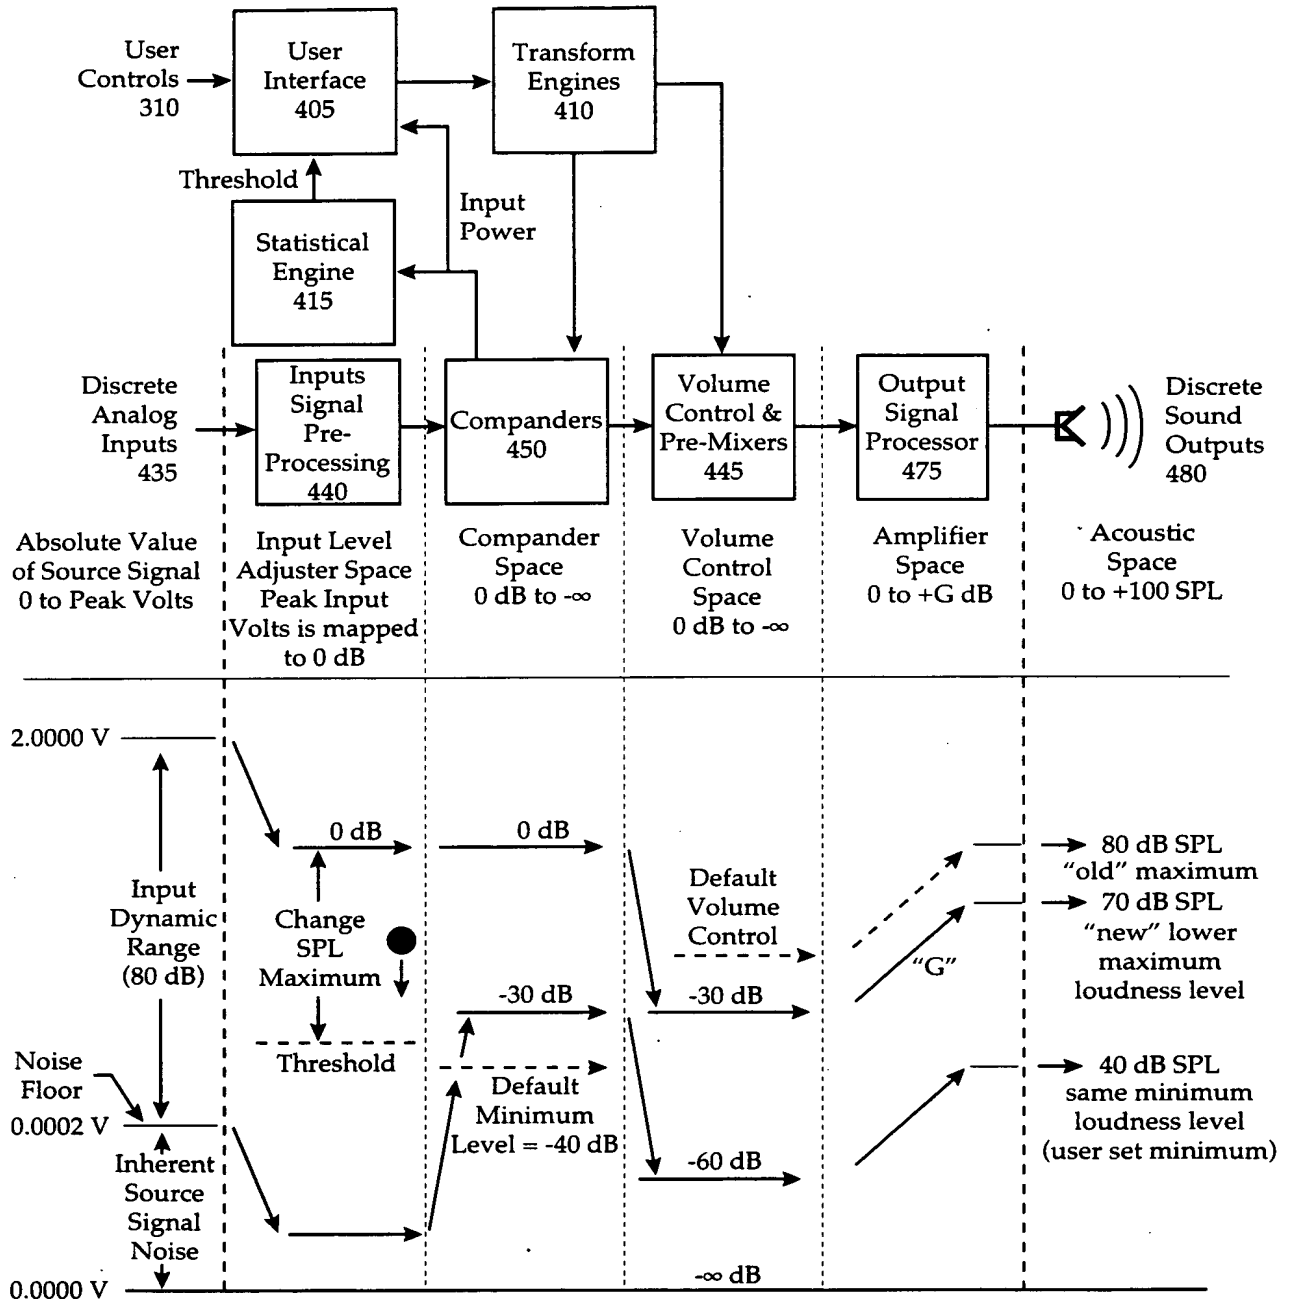 User
Controls
310
User
Interface
405
Transform
Engines
410
Threshold
Input
Power
Statistical
Engine
415
Discrete
Analog
Inputs
435
Inputs
Signal
Pre-
Processing
440
Companders
450
Volume
Control &
Pre-Mixers
445
Output
Signal
Processor
475
Discrete
Sound
Outputs
480
Absolute Value
of Source Signal
0 to Peak Volts
Input Level
Adjuster Space
Peak Input
Volts is mapped
to 0 dB
Compander
Space
0 dB to -∞
Volume
Control
Space
0 dB to -∞
Amplifier
Space
0 to +G dB
Acoustic
Space
0 to +100 SPL
2.0000 V
Input
Dynamic
Range
(80 dB)
Noise
Floor
0.0002 V
Inherent
Source
Signal
Noise
0.0000 V
0 dB
Change
SPL
Maximum
Threshold
0 dB
-30 dB
Default
Minimum
Level = -40 dB
Default
Volume
Control
-30 dB
-60 dB
-∞ dB
"G"
80 dB SPL
"old" maximum
70 dB SPL
"new" lower
maximum
loudness level
40 dB SPL
same minimum
loudness level
(user set minimum)